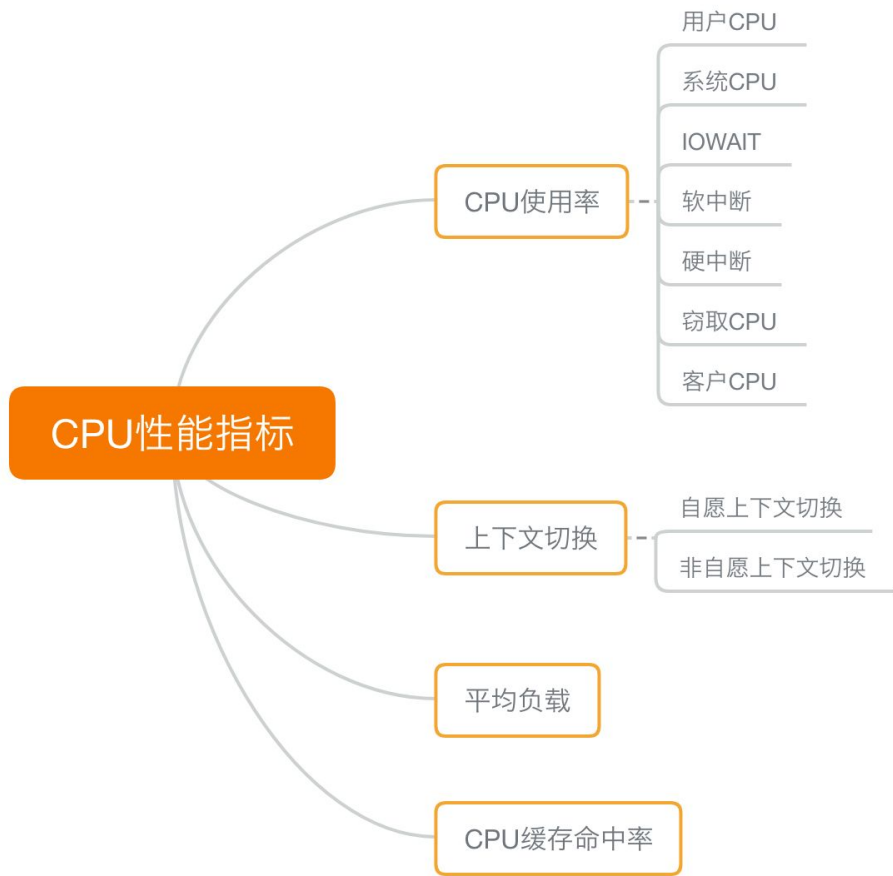 CPU性能指标
CPU使用率
用户CPU
系统CPU
IOWAIT
软中断
硬中断
窃取CPU
客户CPU
上下文切换
自愿上下文切换
非自愿上下文切换
平均负载
CPU缓存命中率